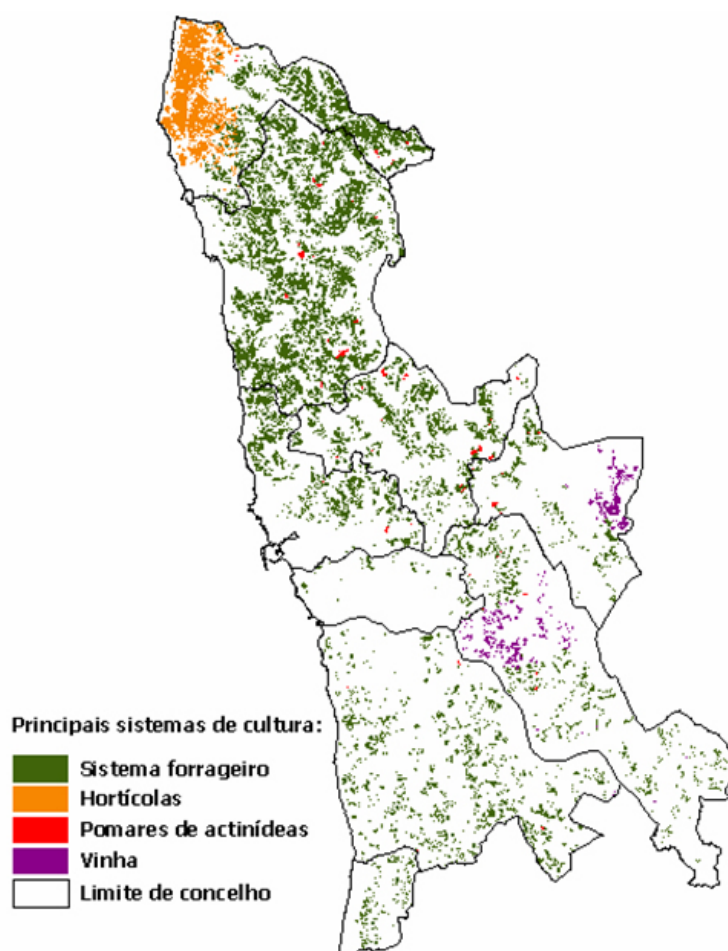 Principais sistemas de cultura:
Sistema forrageiro
Hortícolas
Pomares de actinídeas
Vinha
Limite de concelho